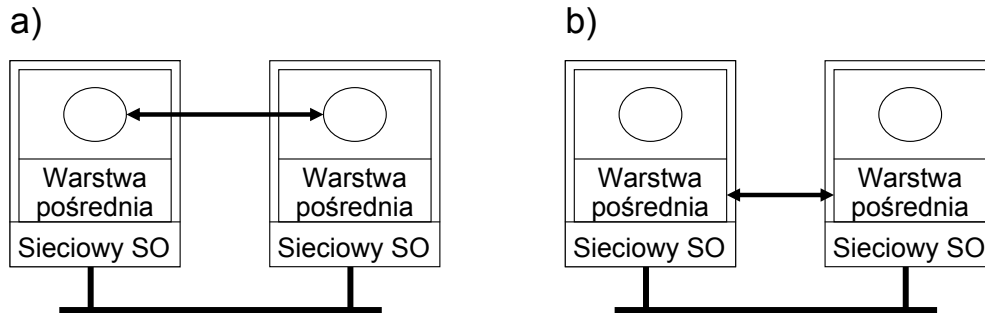 a)
b)
Warstwa
pośrednia
Sieciowy SO
Warstwa
pośrednia
Sieciowy SO
Warstwa
pośrednia
Sieciowy SO
Warstwa
pośrednia
Sieciowy SO